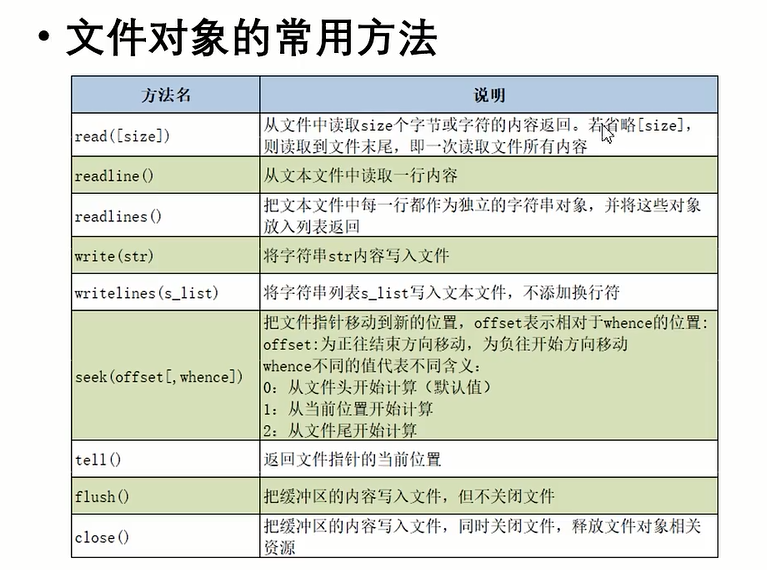 • 文件对象的常用方法
方法名 说明
read([size]) 从文件中读取size个字节或字符的内容返回。若省略[size]，
则读取到文件末尾，即一次读取文件所有内容
readline() 从文本文件中读取一行内容
readlines() 把文本文件中每一行都作为独立的字符串对象，并将这些对象
放入列表返回
write(str) 将字符串str内容写入文件
writelines(s_list) 将字符串列表s_list写入文本文件，不添加换行符
seek(offset[,whence]) 把文件指针移动到新的位置，offset表示相对于whence的位置：
offset:为正往结束方向移动，为负往开始方向移动
whence不同的值代表不同含义：
0：从文件头开始计算（默认值）
1：从当前位置开始计算
2：从文件尾开始计算
tell() 返回文件指针的当前位置
flush() 把缓冲区的内容写入文件，但不关闭文件
close() 把缓冲区的内容写入文件，同时关闭文件，释放文件对象相关
资源